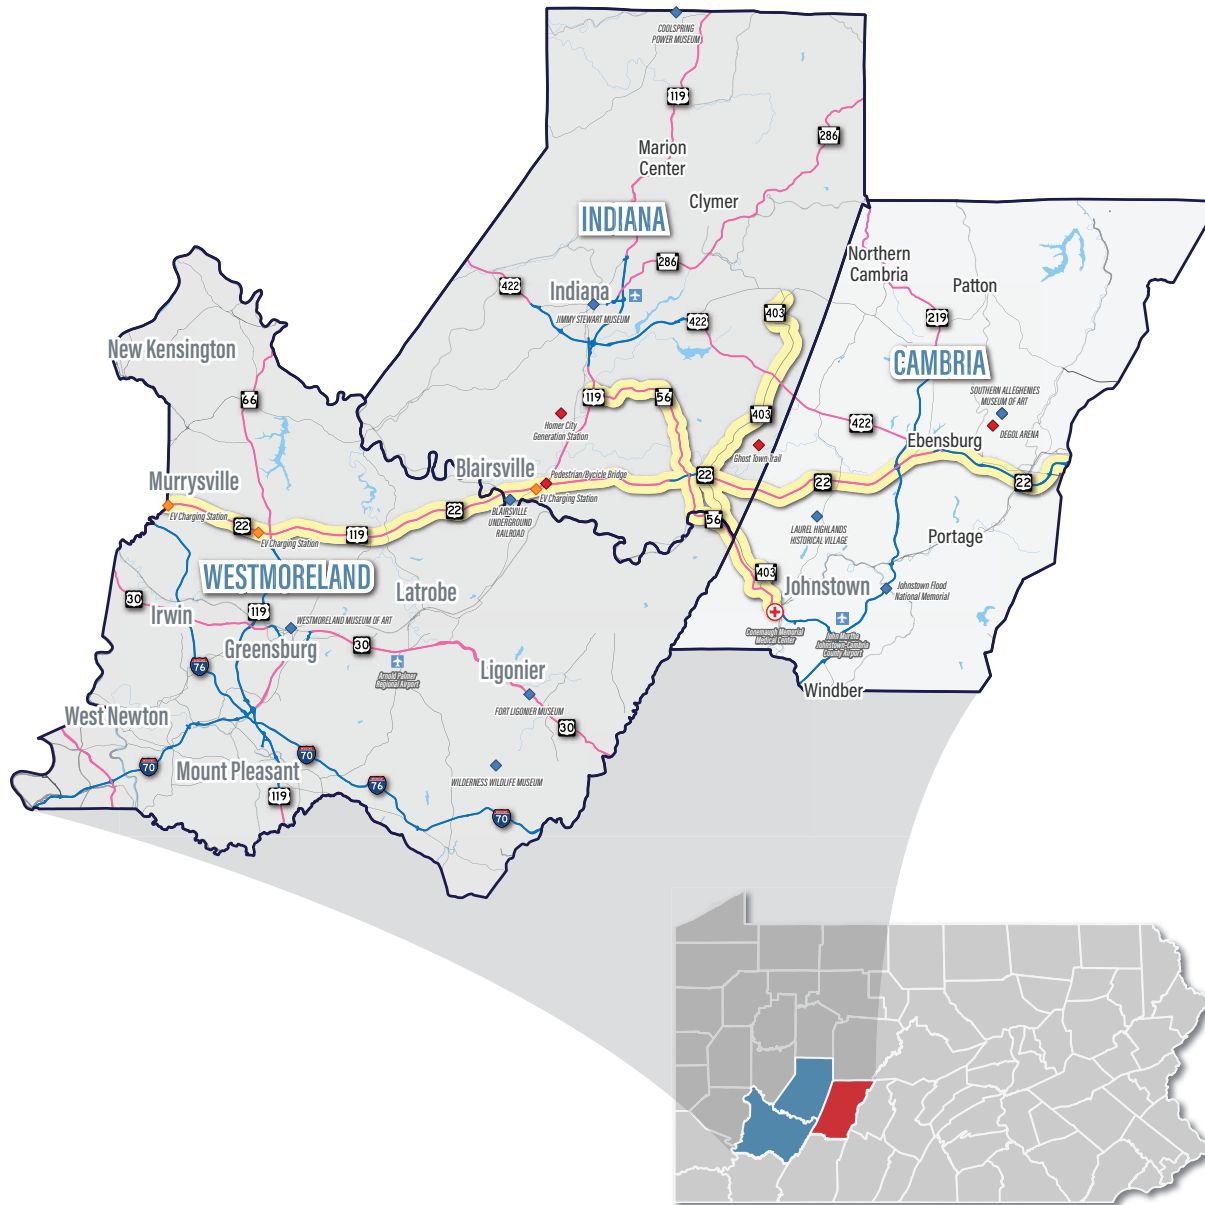 COOLSPRING
POWER MUSEUM
119
286
Marion
Center
Clymer
INDIANA
286
422
Indiana
JIMMY STEWART MUSEUM
403
422
Northern
Cambria
Patton
219
CAMBRIA
SOUTHERN ALLEGHENIES
MUSEUM OF ART
DEGOL ARENA
New Kensington
66
119
56
403
422
Homer City
Generation Station
Ghost Town Trail
Ebensburg
Blairsville
Pedestrian/Bycicle Bridge
EV Charging Station
BLAIRSVILLE
UNDERGROUND
RAILROAD
22
22
22
Murrysville
EV Charging Station
22
EV Charging Station
119
22
56
LAUREL HIGHLANDS
HISTORICAL VILLAGE
Portage
WESTMORELAND
403
Johnstown
Johnstown Flood
National Memorial
Conemaugh Memorial
Medical Center
John Murtha
Johnstown-Cambria
County Airport
Windber
30
Irwin
119
WESTMORELAND MUSEUM OF ART
Latrobe
Greensburg
30
76
Arnold Palmer
Regional Airport
Ligonier
FORT LIGONIER MUSEUM
30
West Newton
70
Mount Pleasant
70
76
119
WILDERNESS WILDLIFE MUSEUM
70